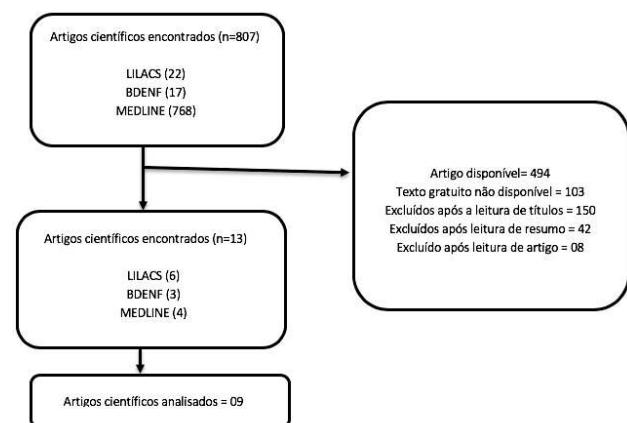 Artigos científicos encontrados (n=807)
LILACS (22)
BDENF (17)
MEDLINE (768)
Artigo disponível= 494
Texto gratuito não disponível = 103
Excluídos após a leitura de títulos = 150
Excluídos após leitura de resumo = 42
Excluído após leitura de artigo = 08
Artigos científicos encontrados (n=13)
LILACS (6)
BDENF (3)
MEDLINE (4)
Artigos científicos analisados = 09